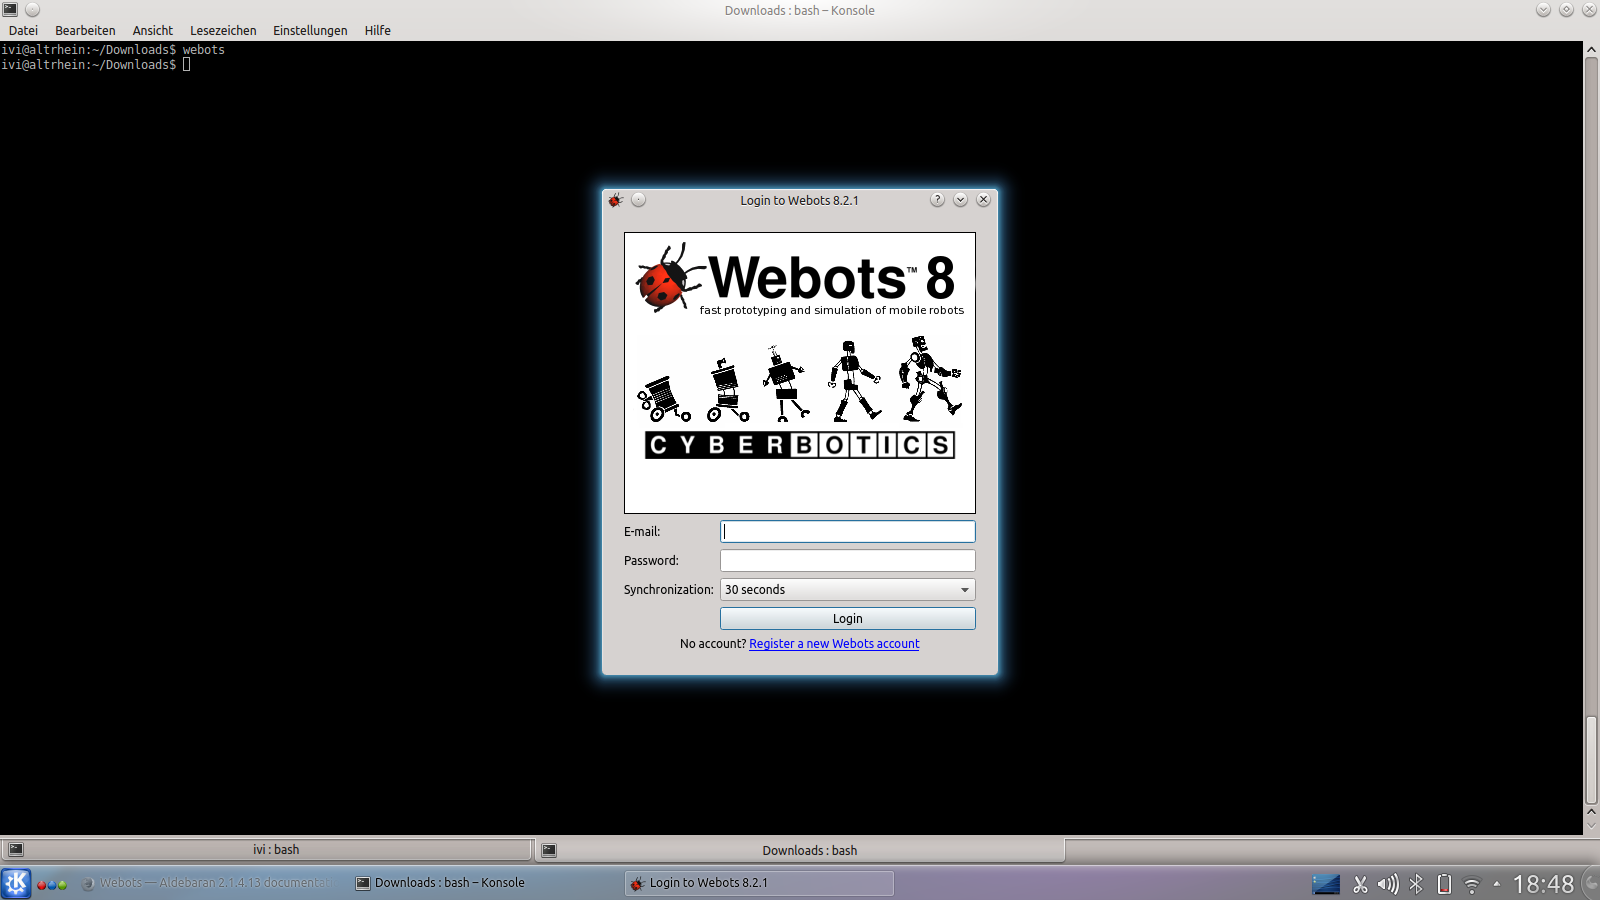 Downloads : bash – Konsole
Datei Bearbeiten Ansicht Lesezeichen Einstellungen Hilfe
ivi@altrhein:~/Downloads$ webots
ivi@altrhein:~/Downloads$
Login to Webots 8.2.1
Webots™ 8
fast prototyping and simulation of mobile robots
CYBERBOTICS
E-mail:
Password:
Synchronization: 30 seconds
Login
No account? Register a new Webots account
ivi : bash
Downloads : bash
Webots — Aldebaran 2.1.4.13 documenta
Downloads : bash – Konsole
Login to Webots 8.2.1
18:48